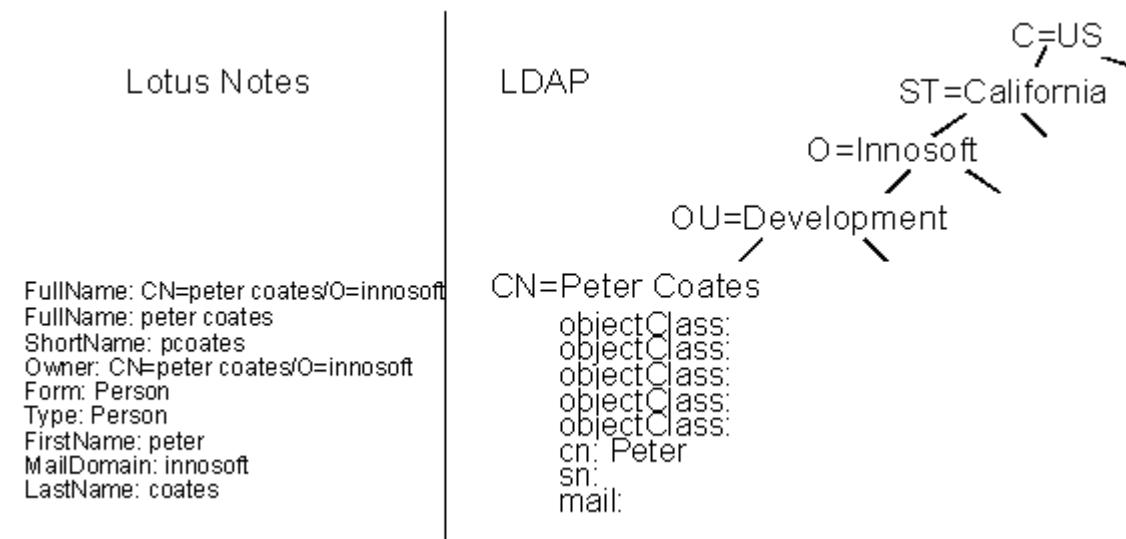 Lotus Notes
FullName: CN=peter coates/O=innosoft
FullName: peter coates
ShortName: pcoates
Owner: CN=peter coates/O=innosoft
Form: Person
Type: Person
FirstName: peter
MailDomain: innosoft
LastName: coates
LDAP
C=US
ST=California
O=Innosoft
OU=Development
CN=Peter Coates
objectClass:
objectClass:
objectClass:
objectClass:
objectClass:
cn: Peter
sn:
mail: